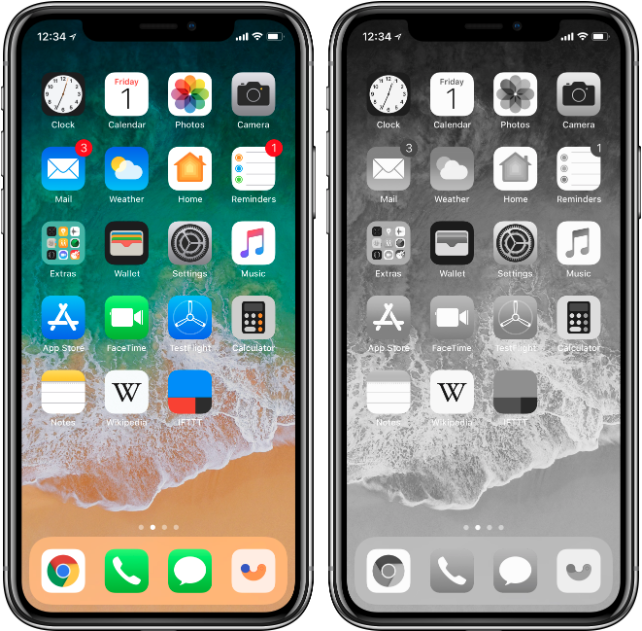 12:34
Friday
1
Clock Calendar Photos Camera
3 1
Mail Weather Home Reminders
Extras Wallet Settings Music
App Store FaceTime TestFlight Calculator
W
Notes Wikipedia IFTTT
12:34
Friday
1
Clock Calendar Photos Camera
3 1
Mail Weather Home Reminders
Extras Wallet Settings Music
App Store FaceTime TestFlight Calculator
W
Notes Wikipedia IFTTT